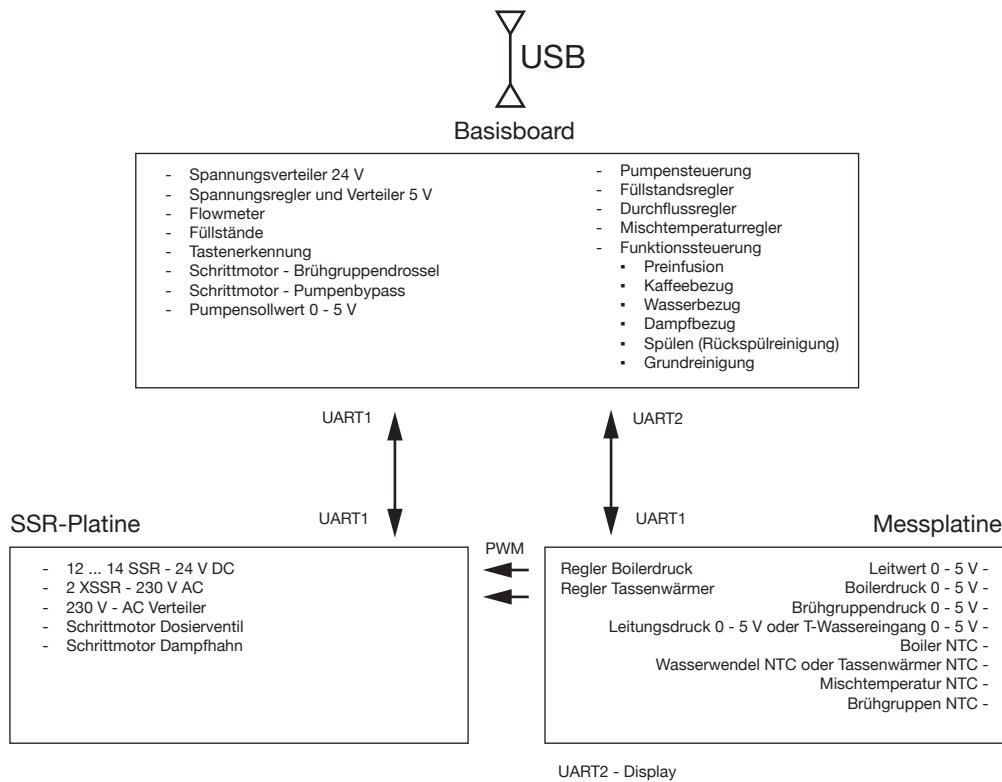 USB
Basisboard
- Spannungsverteiler 24 V
- Spannungsregler und Verteiler 5 V
- Flowmeter
- Füllstände
- Tastenerkennung
- Schrittmotor - Brühgruppendrossel
- Schrittmotor - Pumpenbypass
- Pumpensollwert 0 - 5 V
- Pumpensteuerung
- Füllstandsregler
- Durchflussregler
- Mischtemperaturregler
- Funktionssteuerung
▪ Preinfusion
▪ Kaffeebezug
▪ Wasserbezug
▪ Dampfbezug
▪ Spülen (Rückspülreinigung)
▪ Grundreinigung
UART1
UART2
UART1
UART1
SSR-Platine
- 12 ... 14 SSR - 24 V DC
- 2 XSSR - 230 V AC
- 230 V - AC Verteiler
- Schrittmotor Dosierventil
- Schrittmotor Dampfhahn
PWM
Messplatine
Regler Boilerdruck
Regler Tassenwärmer
Leitwert 0 - 5 V -
Boilerdruck 0 - 5 V -
Brühgruppendruck 0 - 5 V -
Leitungsdruck 0 - 5 V oder T-Wassereingang 0 - 5 V -
Boiler NTC -
Wasserwendel NTC oder Tassenwärmer NTC -
Mischtemperatur NTC -
Brühgruppen NTC -
UART2 - Display